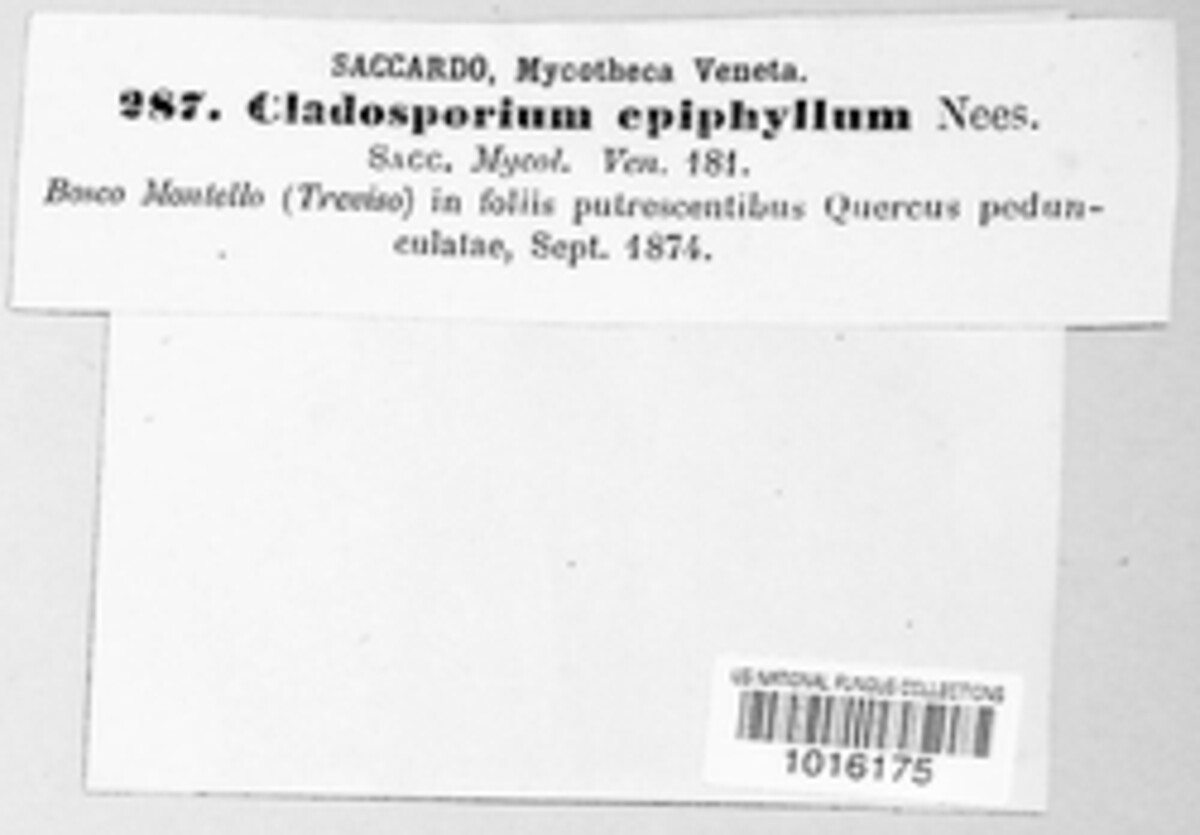 SACCARDO, Mycotheca Veneta.
287. Cladosporium epiphyllum Nees.
SACC. Mycol. Ven. 181.
Bosco Montello (Treviso) in foliis putrescentibus Quercus pedun-
culatae, Sept. 1874.
US NATIONAL FUNGUS COLLECTIONS
1016175